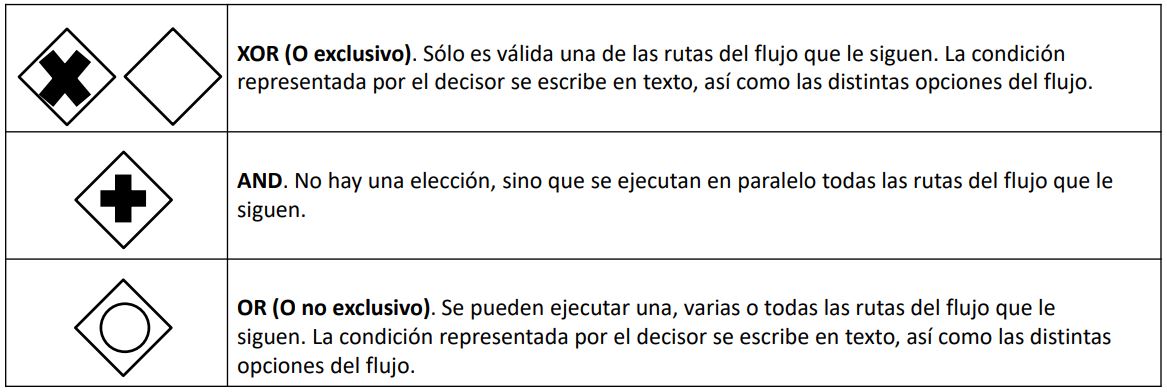 XOR (O exclusivo). Sólo es válida una de las rutas del flujo que le siguen. La condición
representada por el decisor se escribe en texto, así como las distintas opciones del flujo.
AND. No hay una elección, sino que se ejecutan en paralelo todas las rutas del flujo que le
siguen.
OR (O no exclusivo). Se pueden ejecutar una, varias o todas las rutas del flujo que le
siguen. La condición representada por el decisor se escribe en texto, así como las distintas
opciones del flujo.